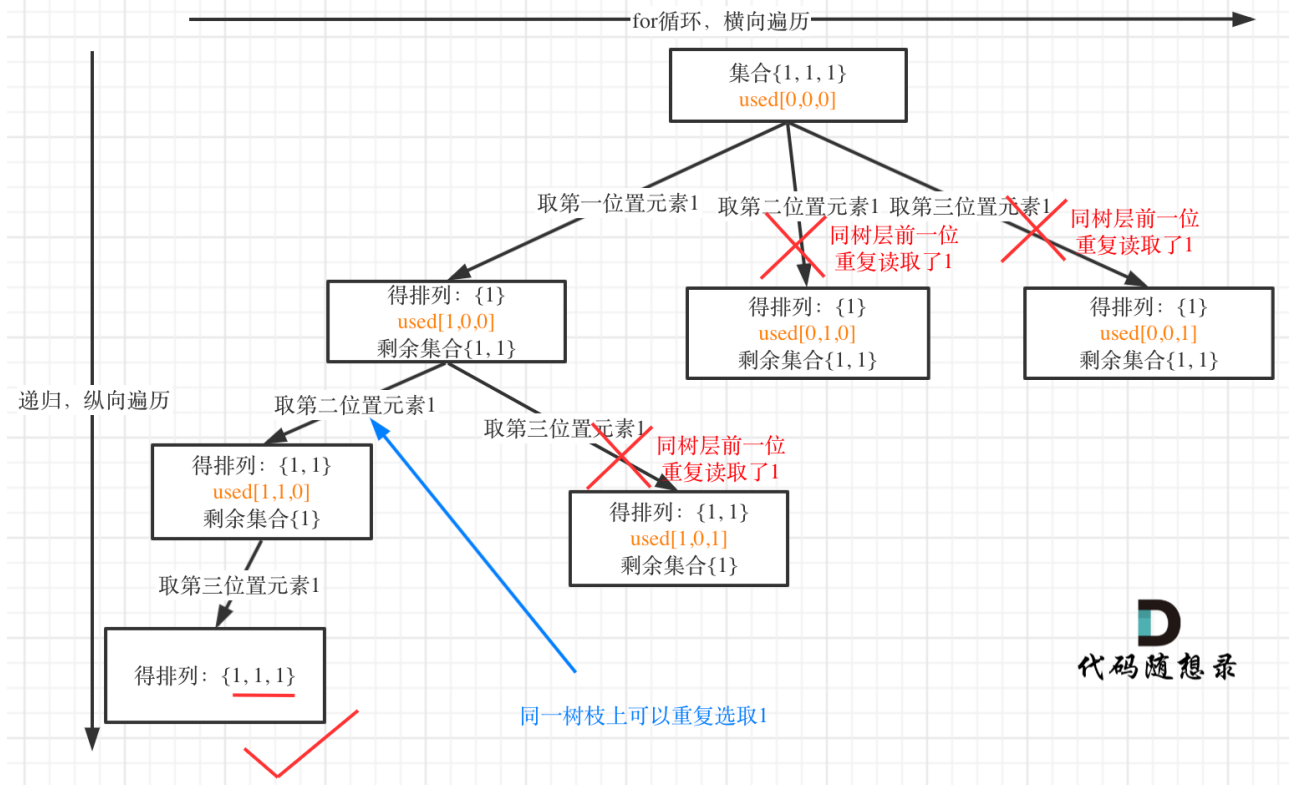 for循环，横向遍历
集合{1, 1, 1}
used[0,0,0]
取第一位置元素1
取第二位置元素1
取第三位置元素1
同树层前一位
重复读取了1
同树层前一位
重复读取了1
得排列：{1}
used[1,0,0]
剩余集合{1, 1}
得排列：{1}
used[0,1,0]
剩余集合{1, 1}
得排列：{1}
used[0,0,1]
剩余集合{1, 1}
递归，纵向遍历
取第二位置元素1
取第三位置元素1
同树层前一位
重复读取了1
得排列：{1, 1}
used[1,1,0]
剩余集合{1}
得排列：{1, 1}
used[1,0,1]
剩余集合{1}
取第三位置元素1
得排列：{1, 1, 1}
同一树枝上可以重复选取1
代码随想录